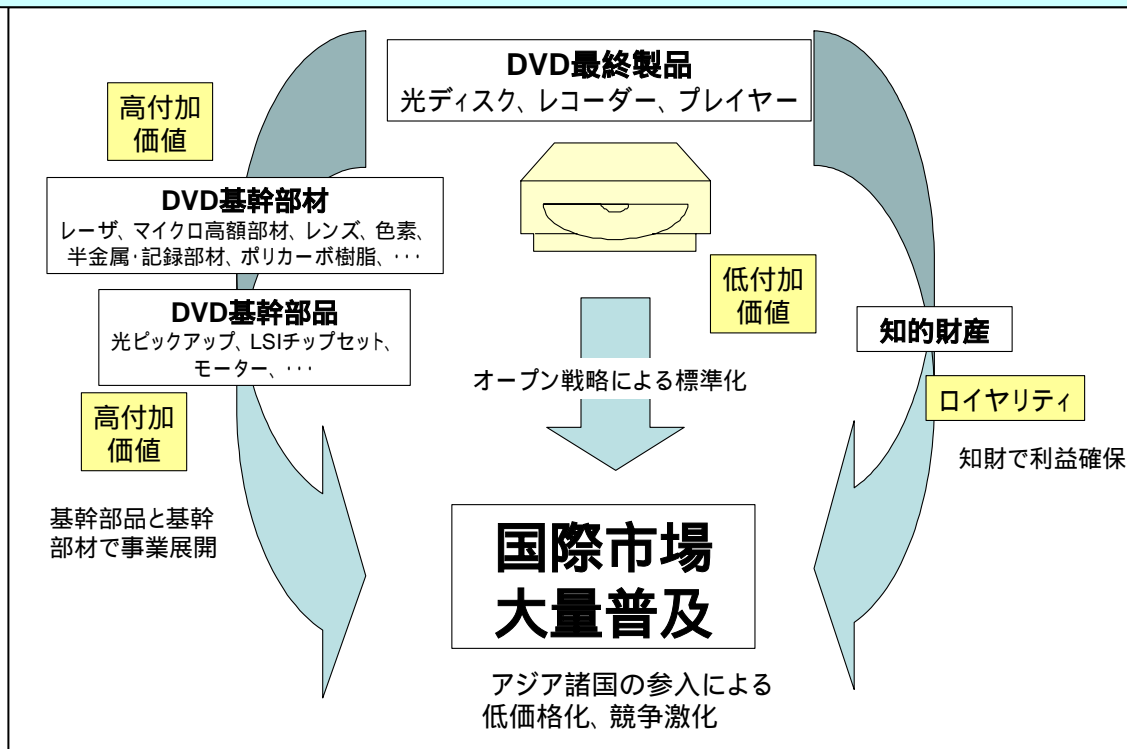 DVD最終製品
光ディスク、レコーダー、プレイヤー
高付加
価値
DVD基幹部材
レーザ、マイクロ高額部材、レンズ、色素、
半金属・記録部材、ポリカーボ樹脂、・・・
DVD基幹部品
光ピックアップ、LSIチップセット、
モーター、・・・
高付加
価値
基幹部品と基幹
部材で事業展開
低付加
価値
オープン戦略による標準化
知的財産
ロイヤリティ
知財で利益確保
国際市場
大量普及
アジア諸国の参入による
低価格化、競争激化